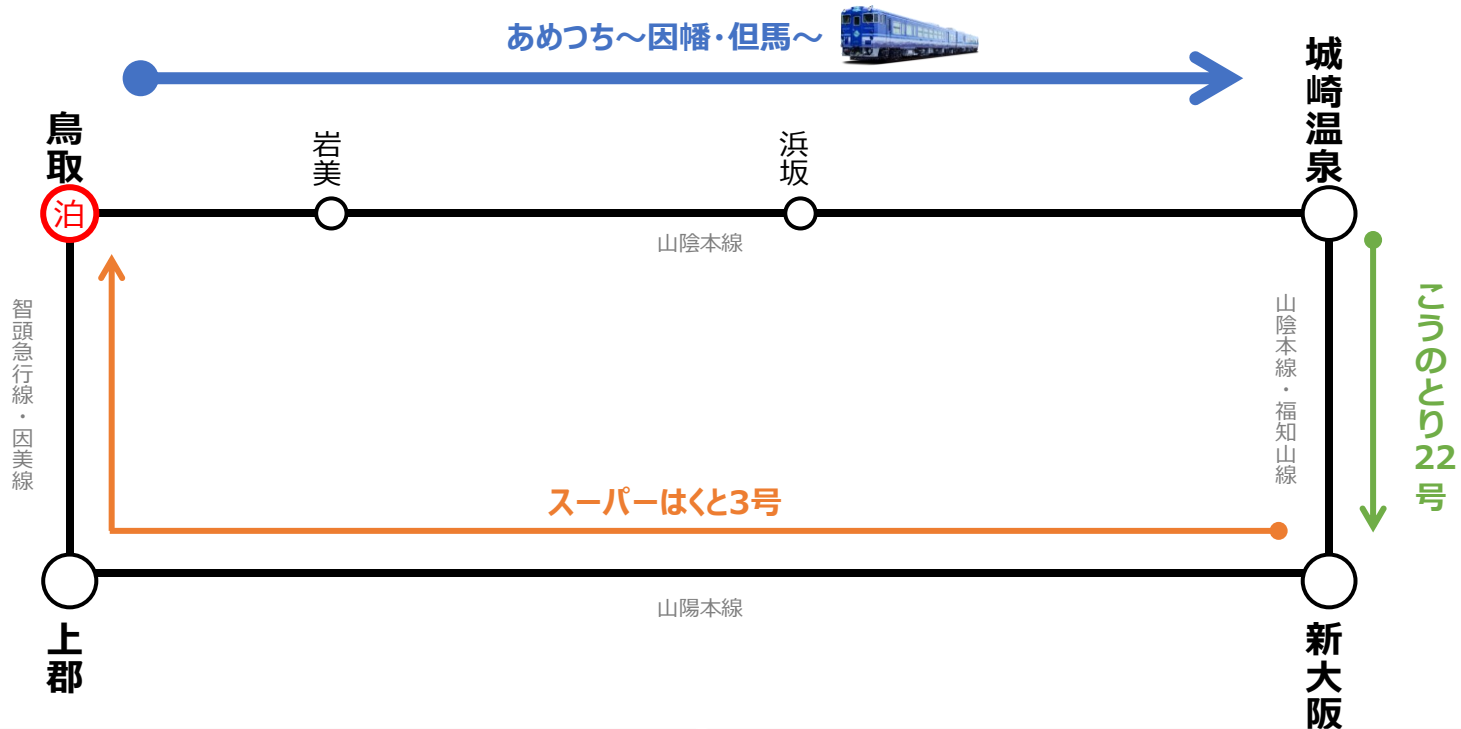 あめつち～因幡・但馬～
城崎温泉
鳥取
岩美
浜坂
泊
山陰本線
智頭急行線・因美線
山陰本線・福知山線
こうのとり22号
スーパーはくと3号
山陽本線
上郡
新大阪